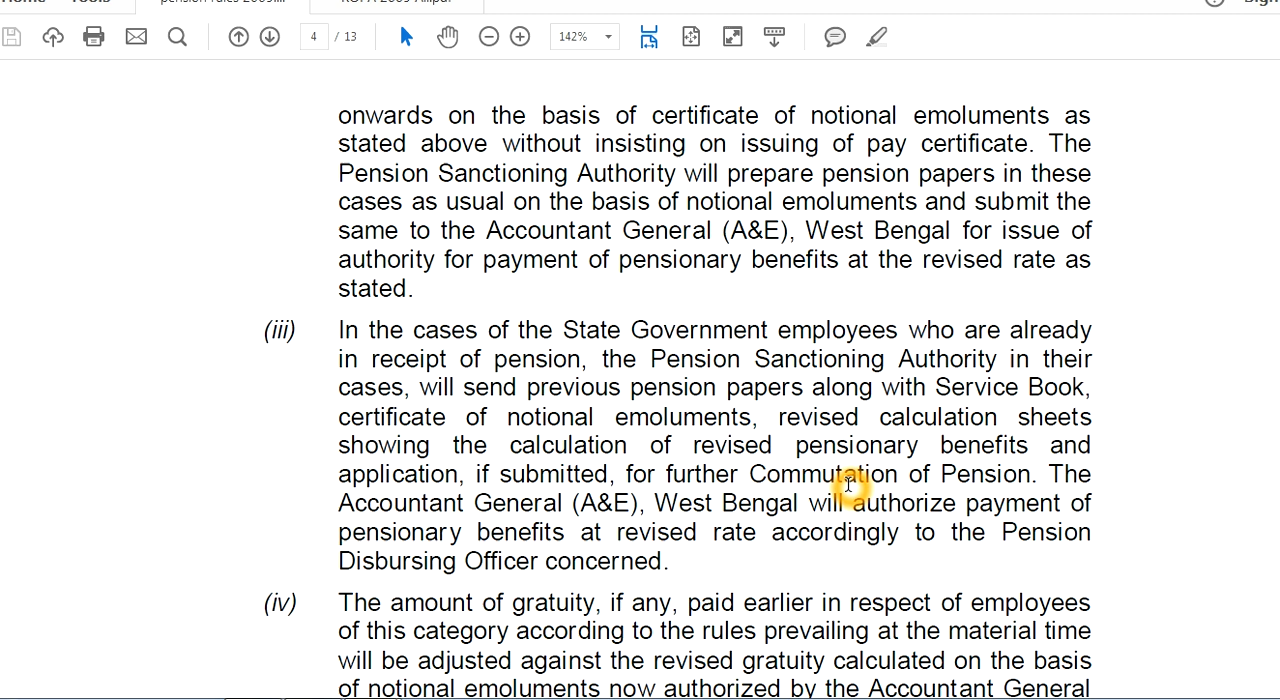 4 / 13
142%
onwards on the basis of certificate of notional emoluments as
stated above without insisting on issuing of pay certificate. The
Pension Sanctioning Authority will prepare pension papers in these
cases as usual on the basis of notional emoluments and submit the
same to the Accountant General (A&E), West Bengal for issue of
authority for payment of pensionary benefits at the revised rate as
stated.
(iii) In the cases of the State Government employees who are already
in receipt of pension, the Pension Sanctioning Authority in their
cases, will send previous pension papers along with Service Book,
certificate of notional emoluments, revised calculation sheets
showing the calculation of revised pensionary benefits and
application, if submitted, for further Commutation of Pension. The
Accountant General (A&E), West Bengal will authorize payment of
pensionary benefits at revised rate accordingly to the Pension
Disbursing Officer concerned.
(iv) The amount of gratuity, if any, paid earlier in respect of employees
of this category according to the rules prevailing at the material time
will be adjusted against the revised gratuity calculated on the basis
of notional emoluments now authorized by the Accountant General